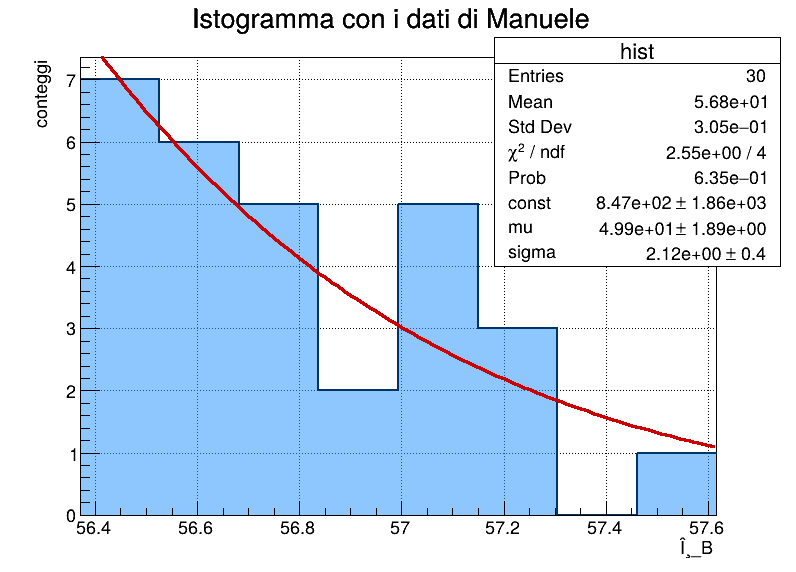 Istogramma con i dati di Manuele
hist
Entries 30
Mean 5.68e+01
Std Dev 3.05e−01
χ² / ndf 2.55e+00 / 4
Prob 6.35e−01
const 8.47e+02 ± 1.86e+03
mu 4.99e+01 ± 1.89e+00
sigma 2.12e+00 ± 0.4
conteggi
7
6
5
4
3
2
1
0
56.4 56.6 56.8 57 57.2 57.4 57.6
Î¸_B